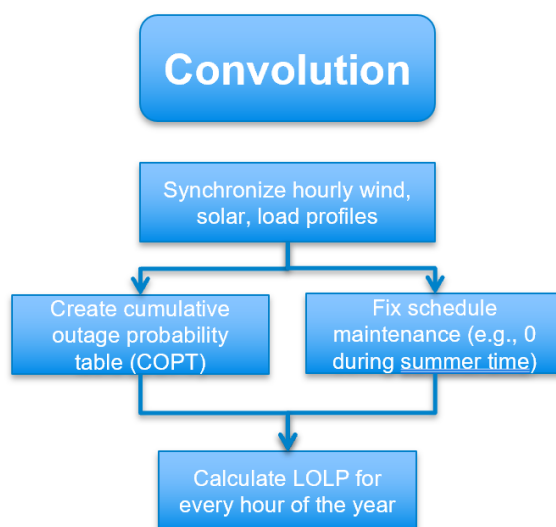 Convolution
Synchronize hourly wind,
solar, load profiles
Create cumulative
outage probability
table (COPT)
Fix schedule
maintenance (e.g., 0
during summer time)
Calculate LOLP for
every hour of the year